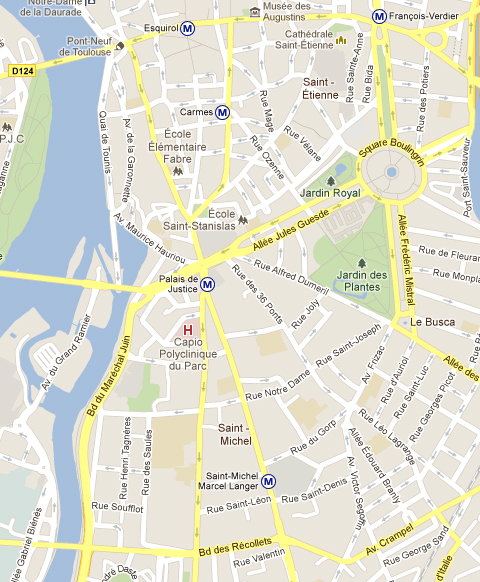 Notre-Dame
de la Daurade
Musée des
Augustins
François-Verdier
Esquirol
M
M
Pont-Neuf
de Toulouse
Cathédrale
Saint-Étienne
D124
Saint -
Étienne
Rue Sainte-Anne
Rue Bida
Rue des Potiers
Carmes
M
Rue Mage
Quai de Tounis
Av. de la Garonnette
École
Élémentaire
Fabre
Rue Vélane
Rue Ozenne
Square Boulingrin
Port Saint-Sauveur
P.J.C
Jardin Royal
École
Saint-Stanislas
Av. Maurice Hauriou
Allée Jules Guesde
Allée Frédéric Mistral
Rue de Fleuran
Rue Monpla
Palais de
Justice
M
Rue Alfred Dumeril
Rue des 36 Ponts
Jardin des
Plantes
Rue Joly
Av. du Grand Ramier
H
Capio
Polyclinique
du Parc
Bd du Maréchal Juin
Le Busca
Rue Saint-Joseph
Allée des
Av. Frizac
Rue d'Auriol
Rue Saint-Luc
Rue Georges Picot
Rue Notre Dame
Rue Léo Lagrange
Saint -
Michel
Rue du Gorp
Allée Édouard Branly
Av. Victor Segoffin
Rue Henri Tagnères
Rue des Saules
Saint-Michel
Marcel Langer
M
Rue Saint-Léon
Rue Saint-Denis
Rue Soufflot
Allée Gabriel Biénès
Bd des Récollets
Av. Crampel
Rue George Sand
Rue Valentin
d'Italie